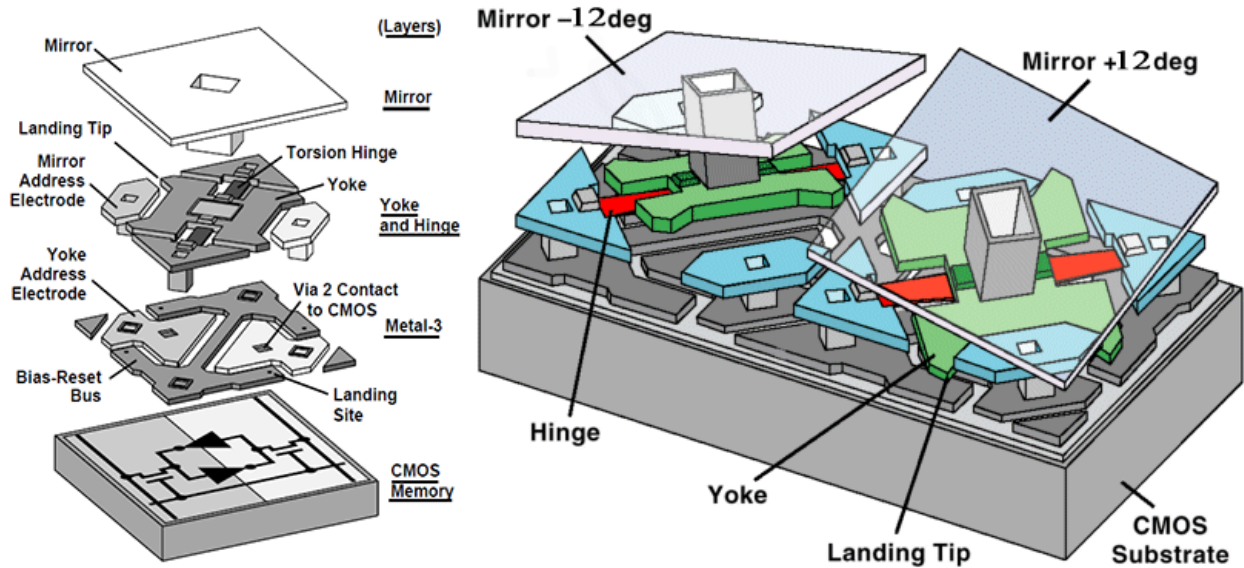 (Layers)
Mirror
Mirror
Landing Tip
Mirror
Address
Electrode
Torsion Hinge
Yoke
Yoke
and Hinge
Yoke
Address
Electrode
Via 2 Contact
to CMOS
Metal-3
Bias-Reset
Bus
Landing
Site
CMOS
Memory
Mirror –12deg
Mirror +12deg
Hinge
Yoke
Landing Tip
CMOS
Substrate